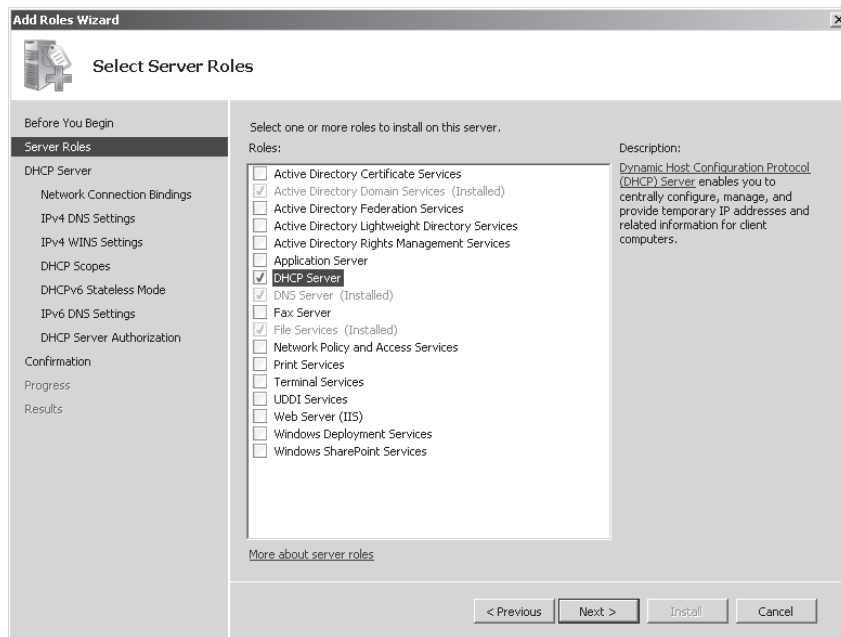 Add Roles Wizard
Select Server Roles
Before You Begin
Server Roles
DHCP Server
Network Connection Bindings
IPv4 DNS Settings
IPv4 WINS Settings
DHCP Scopes
DHCPv6 Stateless Mode
IPv6 DNS Settings
DHCP Server Authorization
Confirmation
Progress
Results
Select one or more roles to install on this server.
Roles:
Active Directory Certificate Services
Active Directory Domain Services (Installed)
Active Directory Federation Services
Active Directory Lightweight Directory Services
Active Directory Rights Management Services
Application Server
DHCP Server
DNS Server (Installed)
Fax Server
File Services (Installed)
Network Policy and Access Services
Print Services
Terminal Services
UDDI Services
Web Server (IIS)
Windows Deployment Services
Windows SharePoint Services
More about server roles
Description:
Dynamic Host Configuration Protocol
(DHCP) Server enables you to
centrally configure, manage, and
provide temporary IP addresses and
related information for client
computers.
< Previous
Next >
Install
Cancel